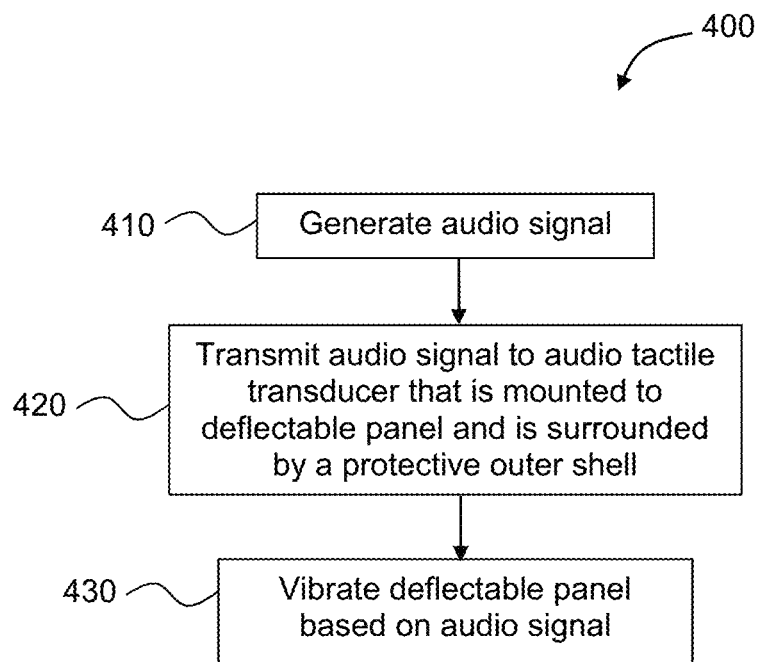 400
410
Generate audio signal
420
Transmit audio signal to audio tactile
transducer that is mounted to
deflectable panel and is surrounded
by a protective outer shell
430
Vibrate deflectable panel
based on audio signal